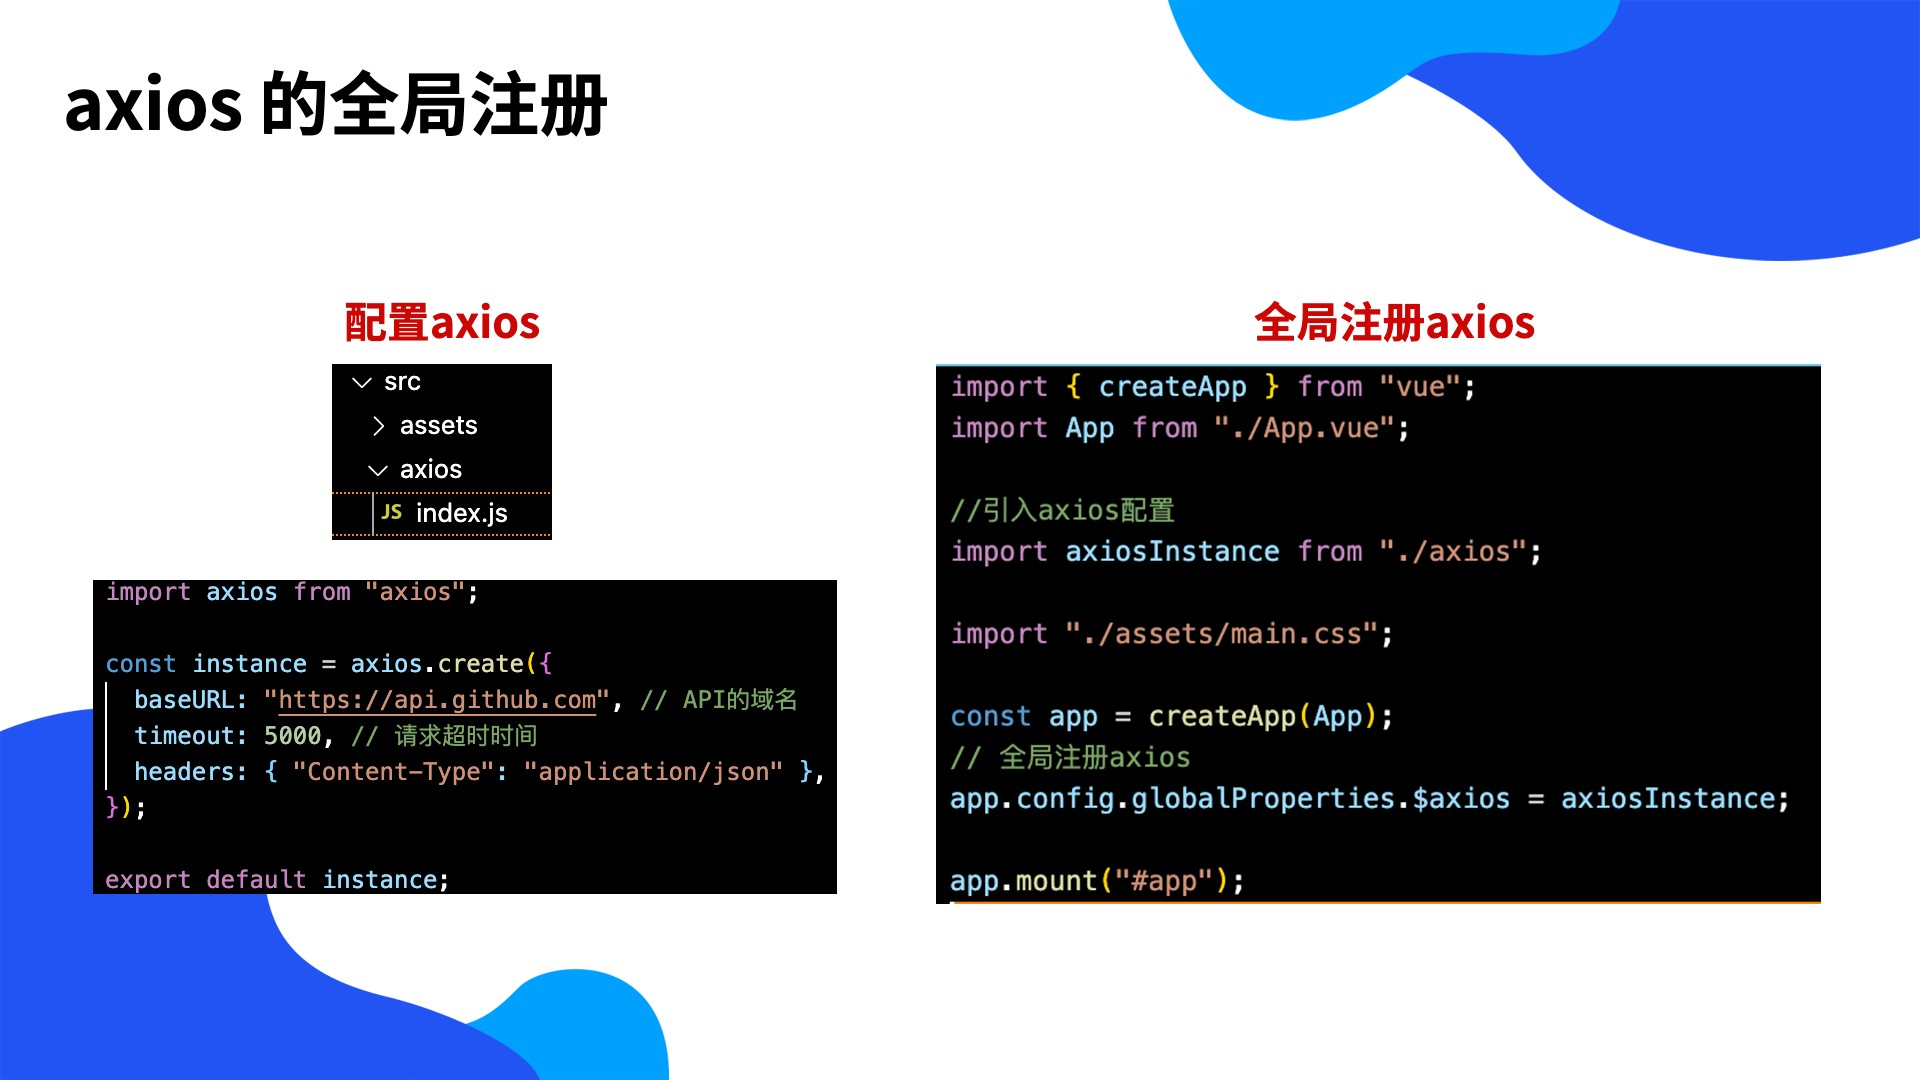 axios 的全局注册
配置axios
src
assets
axios
JS index.js
import axios from "axios";
const instance = axios.create({
baseURL: "https://api.github.com", // API的域名
timeout: 5000, // 请求超时时间
headers: { "Content-Type": "application/json" },
});
export default instance;
全局注册axios
import { createApp } from "vue";
import App from "./App.vue";
//引入axios配置
import axiosInstance from "./axios";
import "./assets/main.css";
const app = createApp(App);
// 全局注册axios
app.config.globalProperties.$axios = axiosInstance;
app.mount("#app");